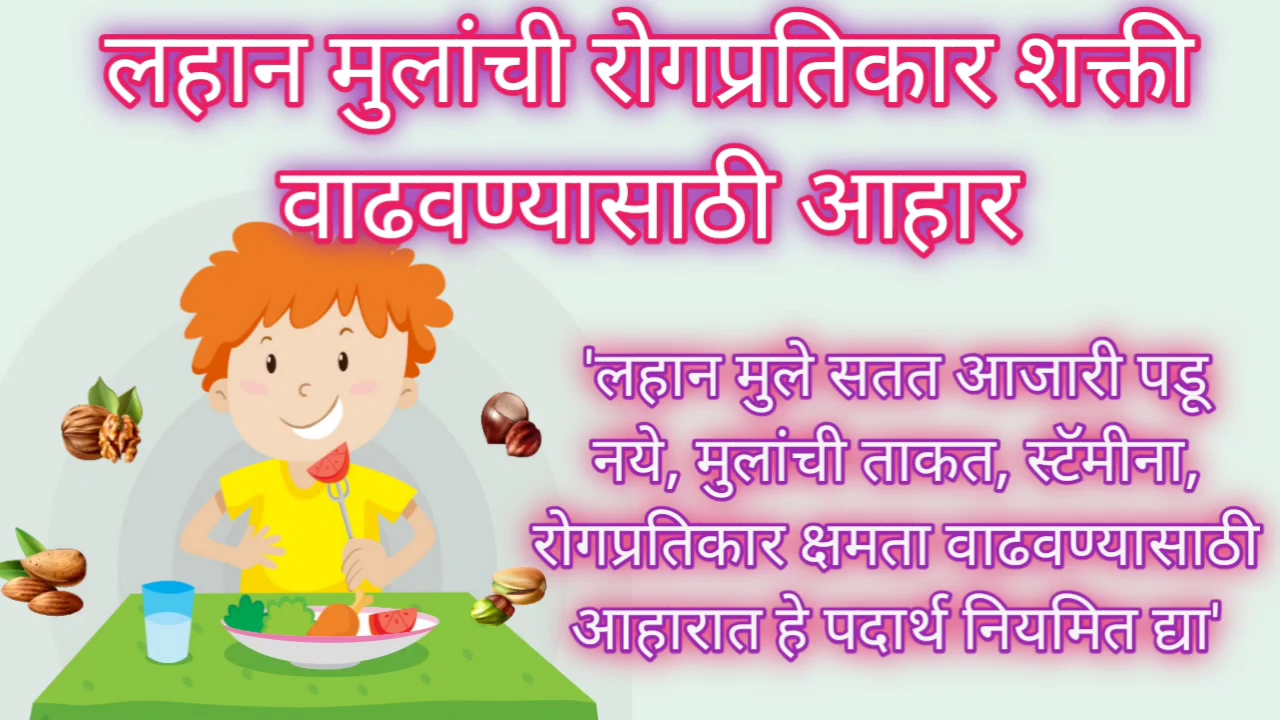 लहान मुलांची रोगप्रतिकार शक्ती
वाढवण्यासाठी आहार
'लहान मुले सतत आजारी पडू
नये, मुलांची ताकत, स्टॅमीना,
रोगप्रतिकार क्षमता वाढवण्यासाठी
आहारात हे पदार्थ नियमित द्या'